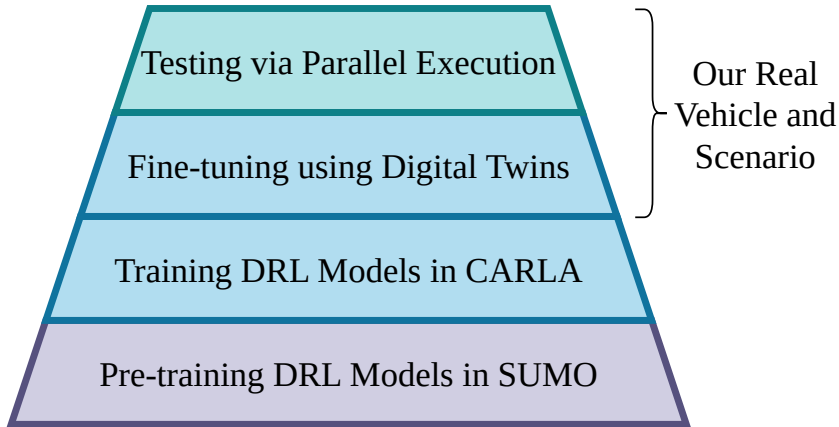 Testing via Parallel Execution
Fine-tuning using Digital Twins
Training DRL Models in CARLA
Pre-training DRL Models in SUMO
Our Real
Vehicle and
Scenario